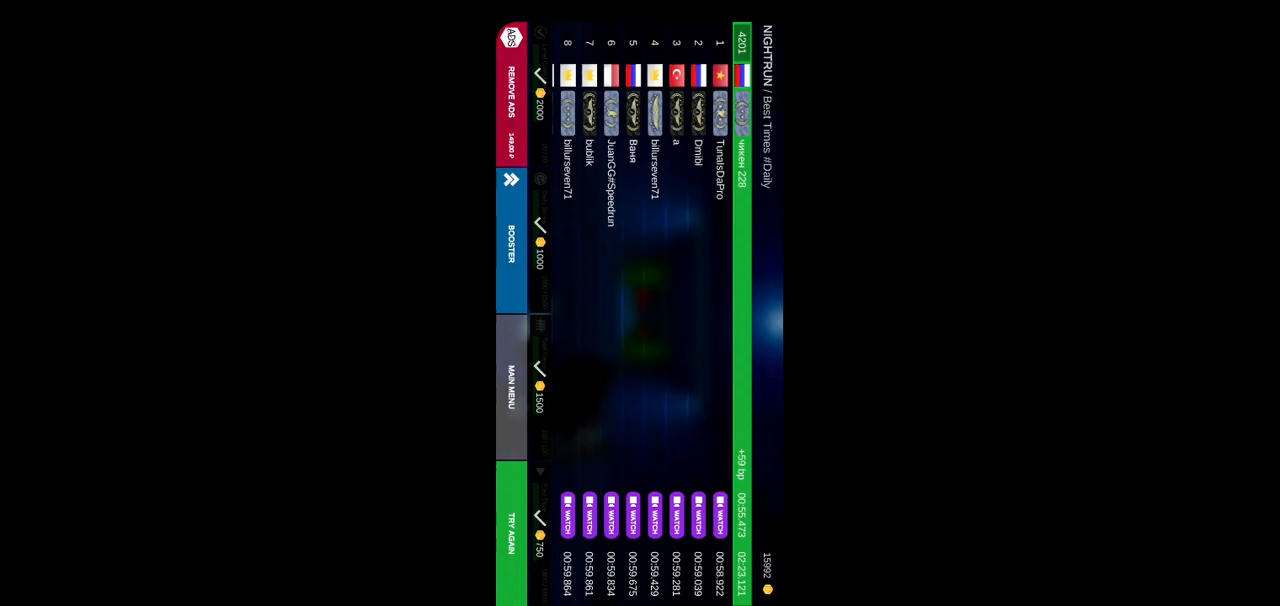 NIGHTRUN / Best Times #Daily 15992
4201 чикен 228 +59 bp 00:55.473 02:23.121
1 TunaIsDaPro WATCH 00:58.922
2 Dmibl WATCH 00:59.039
3 a WATCH 00:59.281
4 billurseven71 WATCH 00:59.429
5 Ваня WATCH 00:59.675
6 JuanGG#Speedrun WATCH 00:59.834
7 bublik WATCH 00:59.861
8 billurseven71 WATCH 00:59.864
2000 1000 1500 750
ADS REMOVE ADS 149,00 ₽ BOOSTER MAIN MENU TRY AGAIN